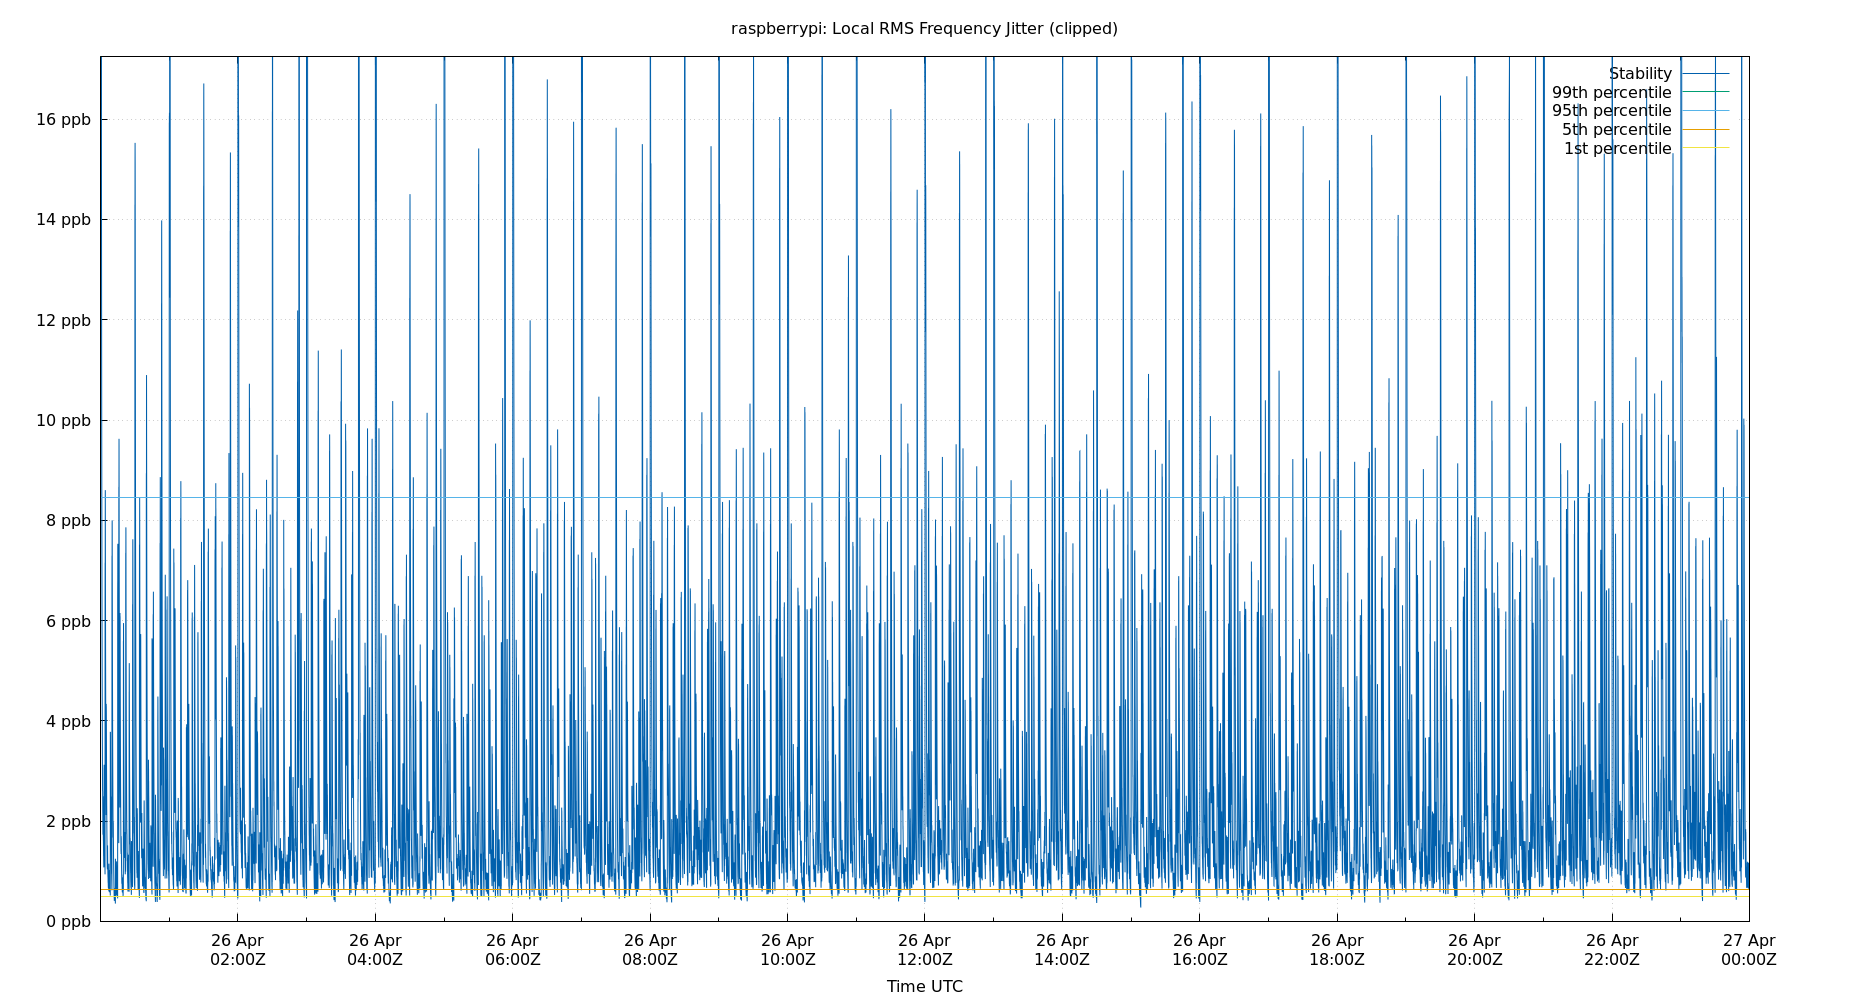 raspberrypi: Local RMS Frequency Jitter (clipped)
Stability
99th percentile
95th percentile
5th percentile
1st percentile
16 ppb
14 ppb
12 ppb
10 ppb
8 ppb
6 ppb
4 ppb
2 ppb
0 ppb
26 Apr 26 Apr 26 Apr 26 Apr 26 Apr 26 Apr 26 Apr 26 Apr 26 Apr 26 Apr 26 Apr 27 Apr
02:00Z 04:00Z 06:00Z 08:00Z 10:00Z 12:00Z 14:00Z 16:00Z 18:00Z 20:00Z 22:00Z 00:00Z
Time UTC